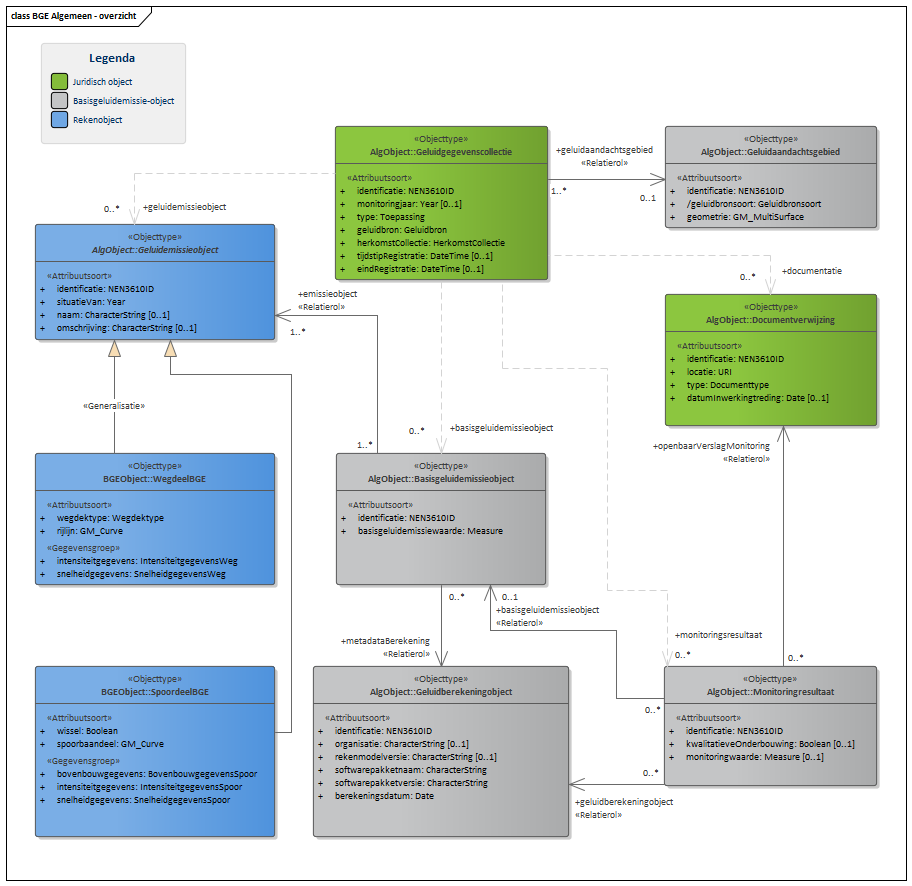 class BGE Algemeen - overzicht
Legenda
Juridisch object
Basisgeluidemissie-object
Rekenobject
«Objecttype»
AlgObject::Geluidgegevenscollectie
«Attribuutsoort»
+ identificatie: NEN3610ID
+ monitoringjaar: Year [0..1]
+ type: Toepassing
+ geluidbron: Geluidbron
+ herkomstCollectie: HerkomstCollectie
+ tijdstipRegistratie: DateTime [0..1]
+ eindRegistratie: DateTime [0..1]
+geluidaandachtsgebied
«Relatierol»
1..*
0..1
«Objecttype»
AlgObject::Geluidaandachtsgebied
«Attribuutsoort»
+ identificatie: NEN3610ID
+ /geluidbronsoort: Geluidbronsoort
+ geometrie: GM_MultiSurface
0..*
+geluidemissieobject
«Objecttype»
AlgObject::Geluidemissieobject
«Attribuutsoort»
+ identificatie: NEN3610ID
+ situatieVan: Year
+ naam: CharacterString [0..1]
+ omschrijving: CharacterString [0..1]
+emissieobject
«Relatierol»
1..*
1..*
0..*
+documentatie
«Objecttype»
AlgObject::Documentverwijzing
«Attribuutsoort»
+ identificatie: NEN3610ID
+ locatie: URI
+ type: Documenttype
+ datumInwerkingtreding: Date [0..1]
«Generalisatie»
0..*
+basisgeluidemissieobject
+openbaarVerslagMonitoring
«Relatierol»
«Objecttype»
BGEObject::WegdeelBGE
«Attribuutsoort»
+ wegdektype: Wegdektype
+ rijlijn: GM_Curve
«Gegevensgroep»
+ intensiteitgegevens: IntensiteitgegevensWeg
+ snelheidgegevens: SnelheidgegevensWeg
«Objecttype»
AlgObject::Basisgeluidemissieobject
«Attribuutsoort»
+ identificatie: NEN3610ID
+ basisgeluidemissiewaarde: Measure
0..*
0..1
+basisgeluidemissieobject
«Relatierol»
+metadataBerekening
«Relatierol»
+monitoringsresultaat
0..*
0..*
«Objecttype»
BGEObject::SpoordeelBGE
«Attribuutsoort»
+ wissel: Boolean
+ spoorbaandeel: GM_Curve
«Gegevensgroep»
+ bovenbouwgegevens: BovenbouwgegevensSpoor
+ intensiteitgegevens: IntensiteitgegevensSpoor
+ snelheidgegevens: SnelheidgegevensSpoor
«Objecttype»
AlgObject::Geluidberekeningobject
«Attribuutsoort»
+ identificatie: NEN3610ID
+ organisatie: CharacterString [0..1]
+ rekenmodelversie: CharacterString [0..1]
+ softwarepakketnaam: CharacterString
+ softwarepakketversie: CharacterString
+ berekeningsdatum: Date
«Objecttype»
AlgObject::Monitoringresultaat
«Attribuutsoort»
+ identificatie: NEN3610ID
+ kwalitatieveOnderbouwing: Boolean [0..1]
+ monitoringwaarde: Measure [0..1]
0..*
0..*
+geluidberekeningobject
«Relatierol»